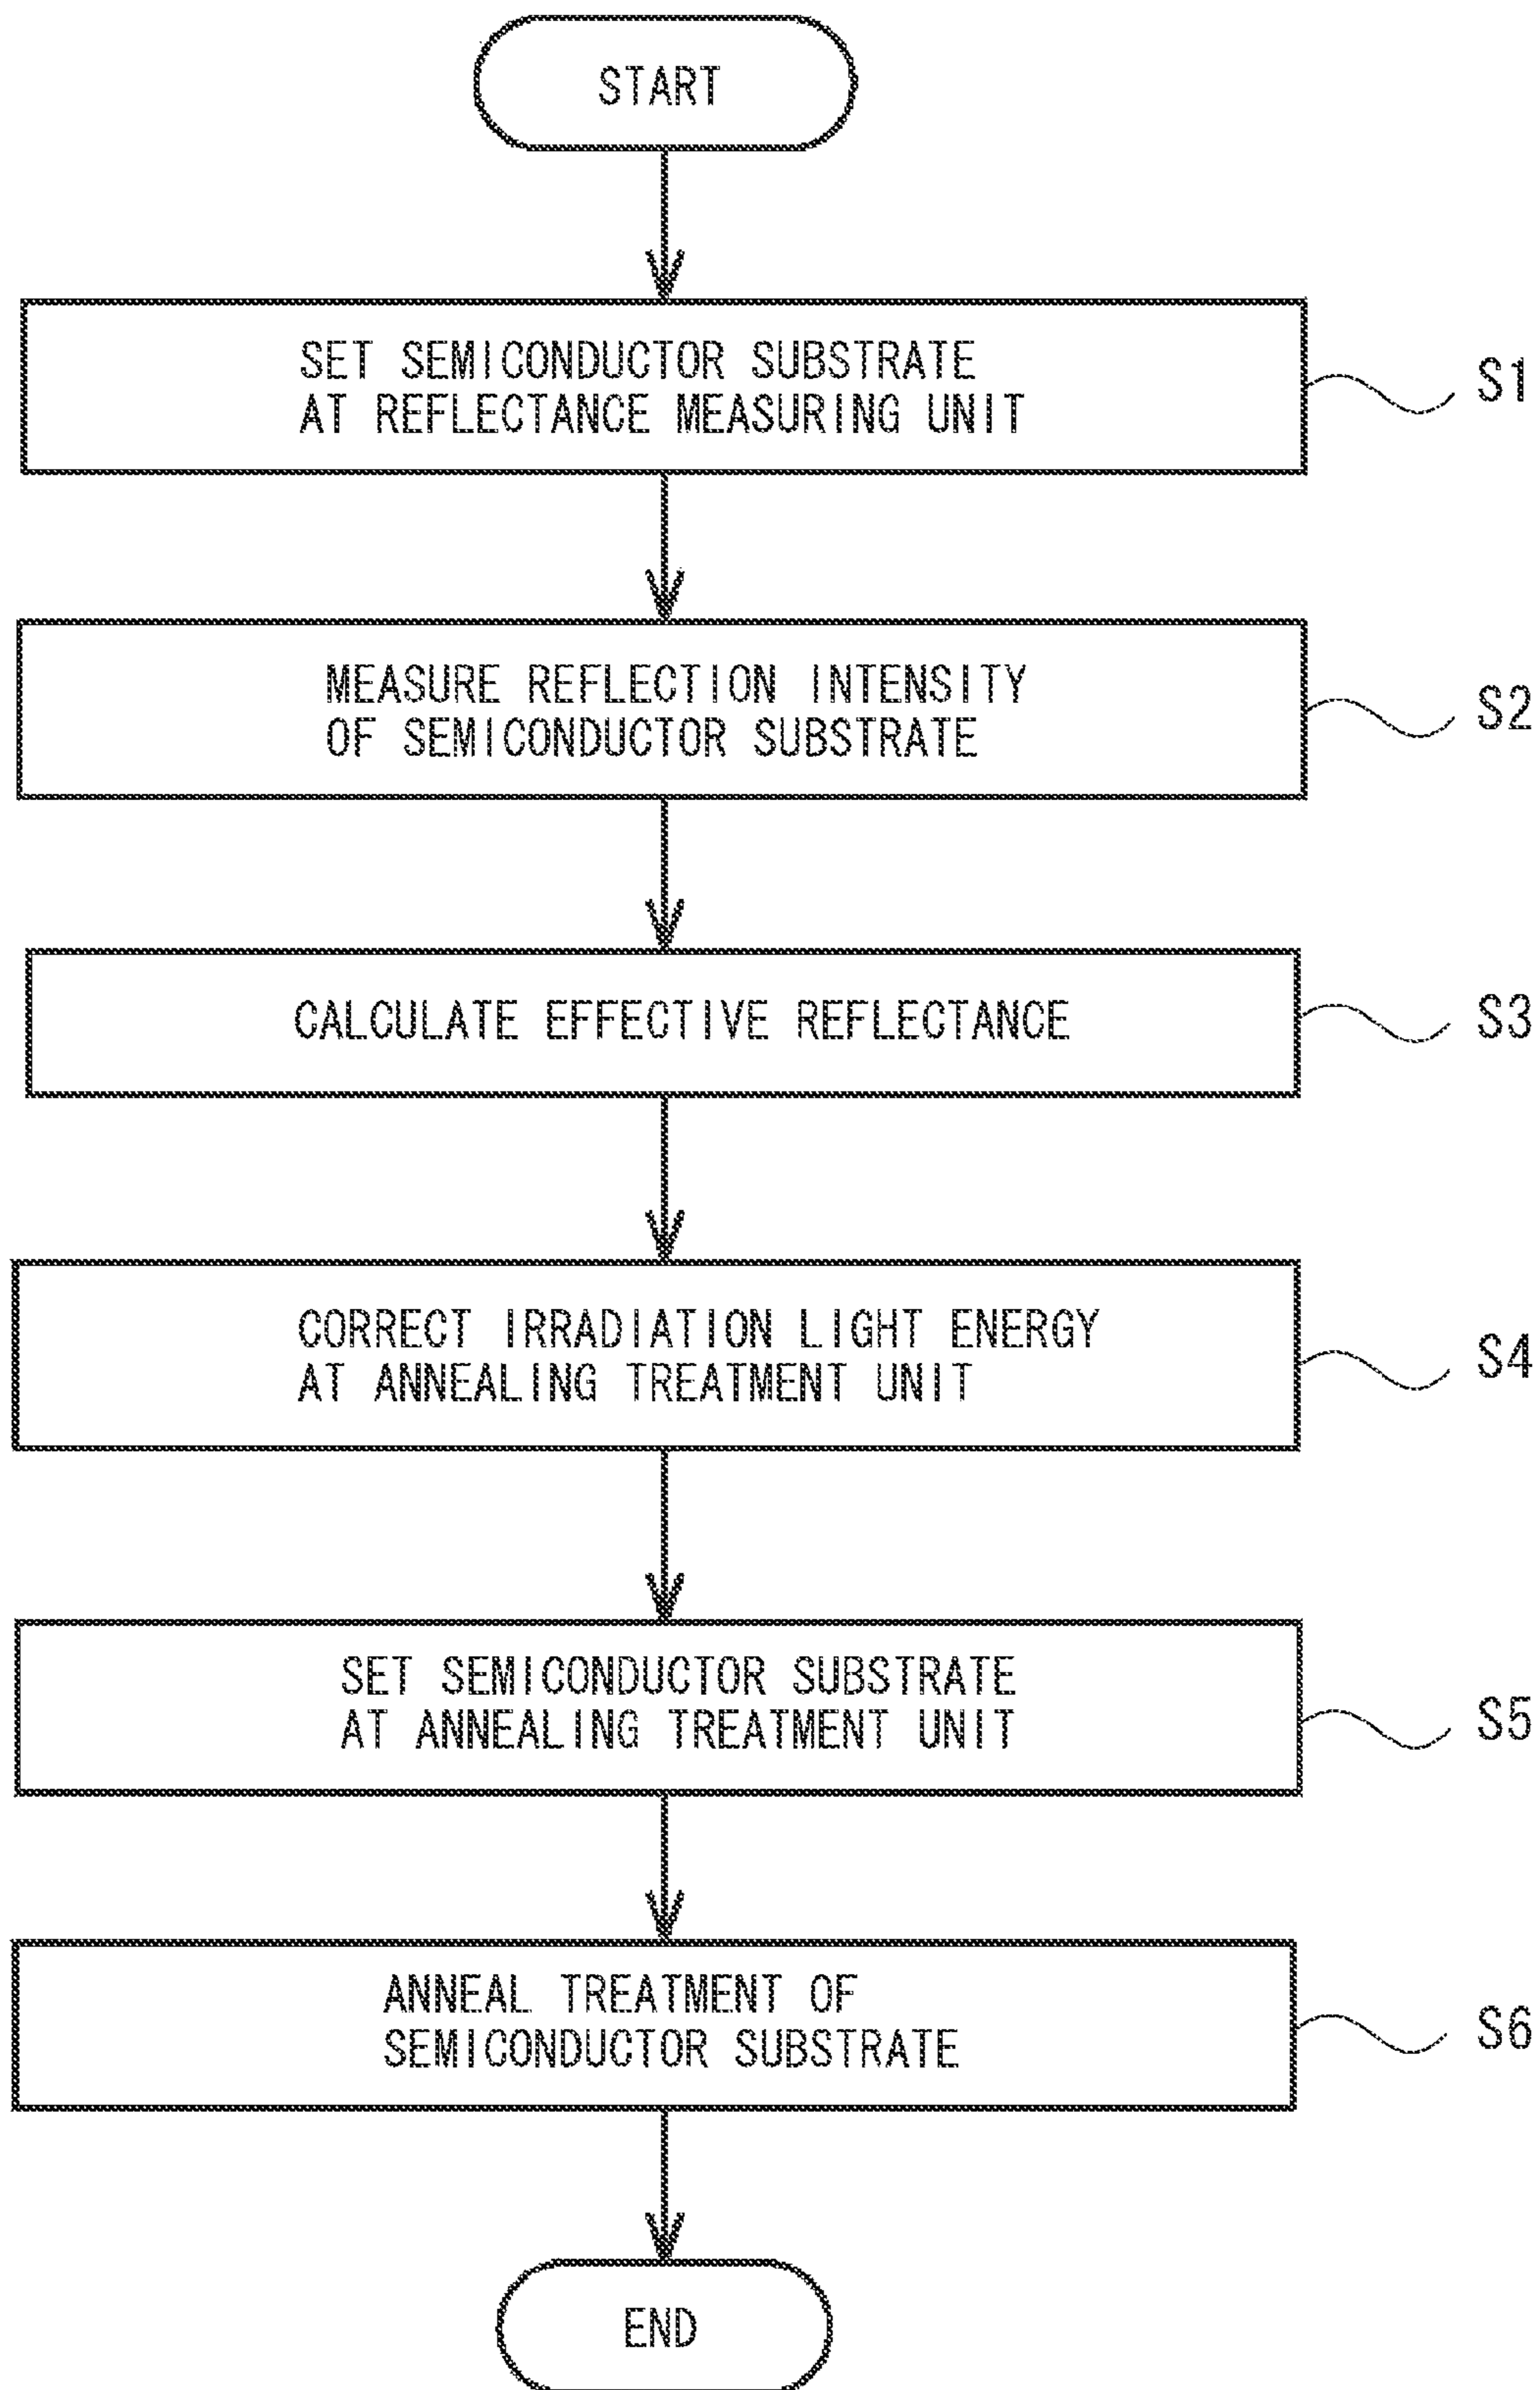 START
SET SEMICONDUCTOR SUBSTRATE
AT REFLECTANCE MEASURING UNIT
S1
MEASURE REFLECTION INTENSITY
OF SEMICONDUCTOR SUBSTRATE
S2
CALCULATE EFFECTIVE REFLECTANCE
S3
CORRECT IRRADIATION LIGHT ENERGY
AT ANNEALING TREATMENT UNIT
S4
SET SEMICONDUCTOR SUBSTRATE
AT ANNEALING TREATMENT UNIT
S5
ANNEAL TREATMENT OF
SEMICONDUCTOR SUBSTRATE
S6
END